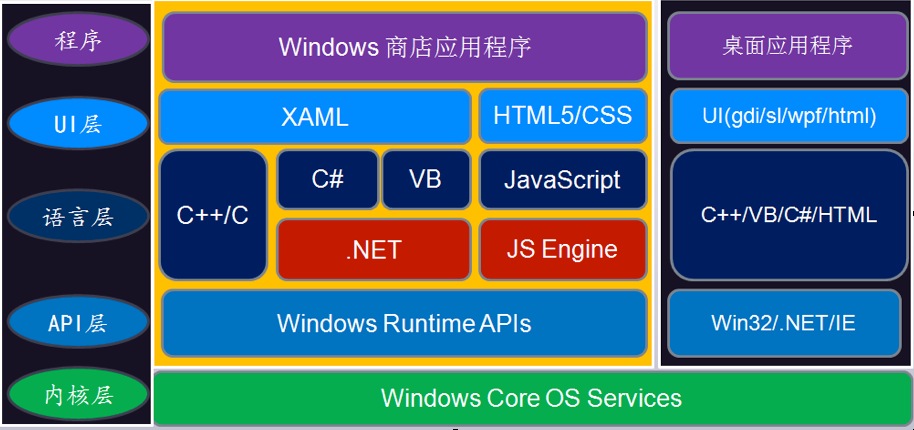 程序
Windows 商店应用程序
桌面应用程序
UI层
XAML
HTML5/CSS
UI(gdi/sl/wpf/html)
语言层
C++/C
C#
VB
JavaScript
.NET
JS Engine
C++/VB/C#/HTML
API层
Windows Runtime APIs
Win32/.NET/IE
内核层
Windows Core OS Services